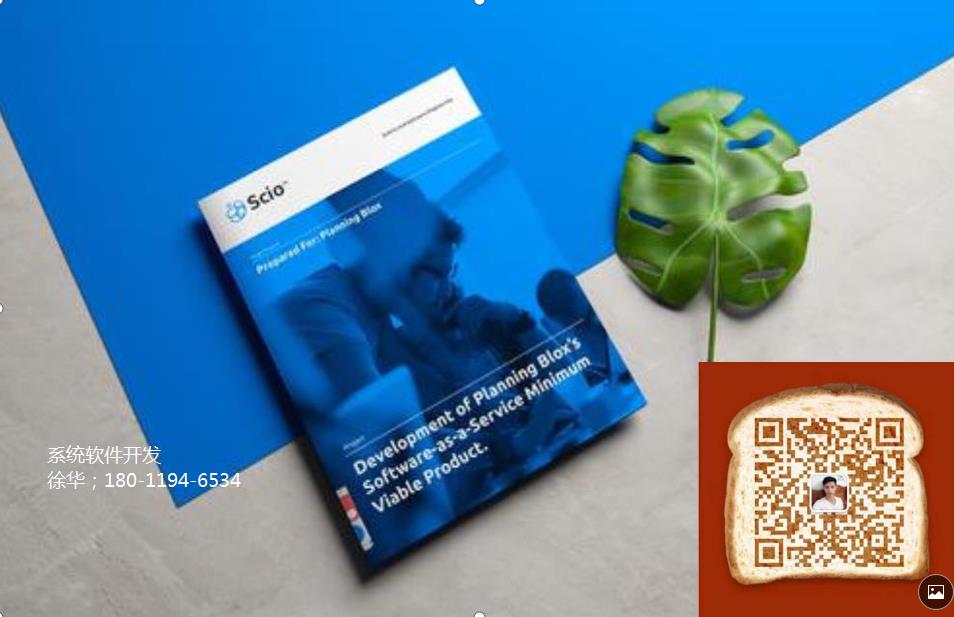 Scio™
Prepared For: Planning Blox
Project
Development of Planning Blox's
Software-as-a-Service Minimum
Viable Product.
系统软件开发
徐华；180-1194-6534